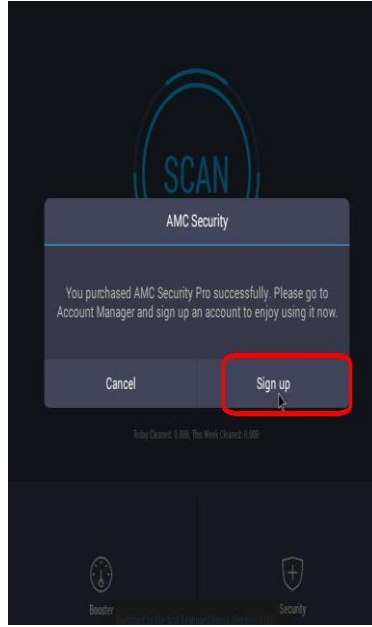 SCAN
AMC Security
You purchased AMC Security Pro successfully. Please go to
Account Manager and sign up an account to enjoy using it now.
Cancel
Sign up
Today Cleaned: 0.00B, This Week Cleaned: 0.00B
Booster
Security